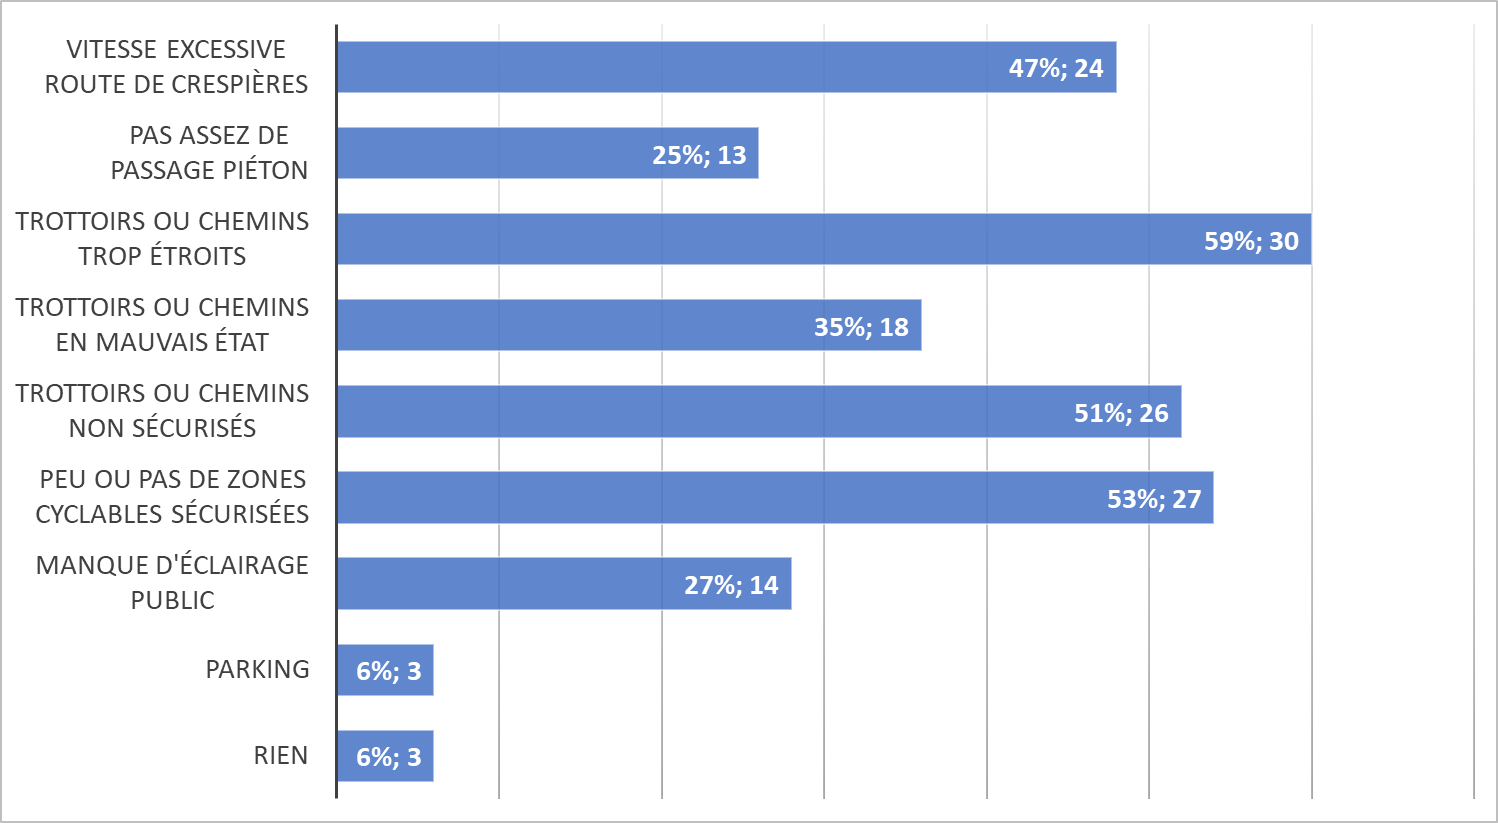 VITESSE EXCESSIVE
ROUTE DE CRESPIÈRES
47%; 24
PAS ASSEZ DE
PASSAGE PIÉTON
25%; 13
TROTTOIRS OU CHEMINS
TROP ÉTROITS
59%; 30
TROTTOIRS OU CHEMINS
EN MAUVAIS ÉTAT
35%; 18
TROTTOIRS OU CHEMINS
NON SÉCURISÉS
51%; 26
PEU OU PAS DE ZONES
CYCLABLES SÉCURISÉES
53%; 27
MANQUE D'ÉCLAIRAGE
PUBLIC
27%; 14
PARKING
6%; 3
RIEN
6%; 3